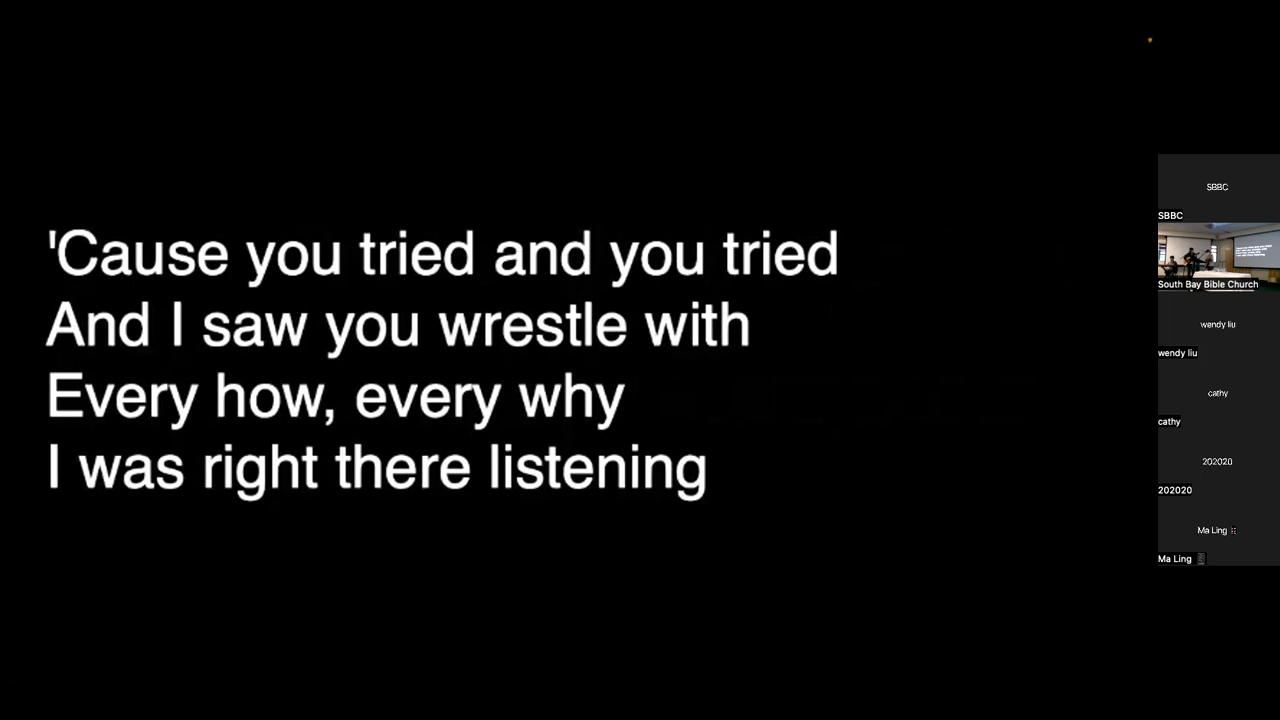 'Cause you tried and you tried
And I saw you wrestle with
Every how, every why
I was right there listening
SBBC
SBBC
South Bay Bible Church
wendy liu
wendy liu
cathy
cathy
202020
202020
Ma Ling
Ma Ling